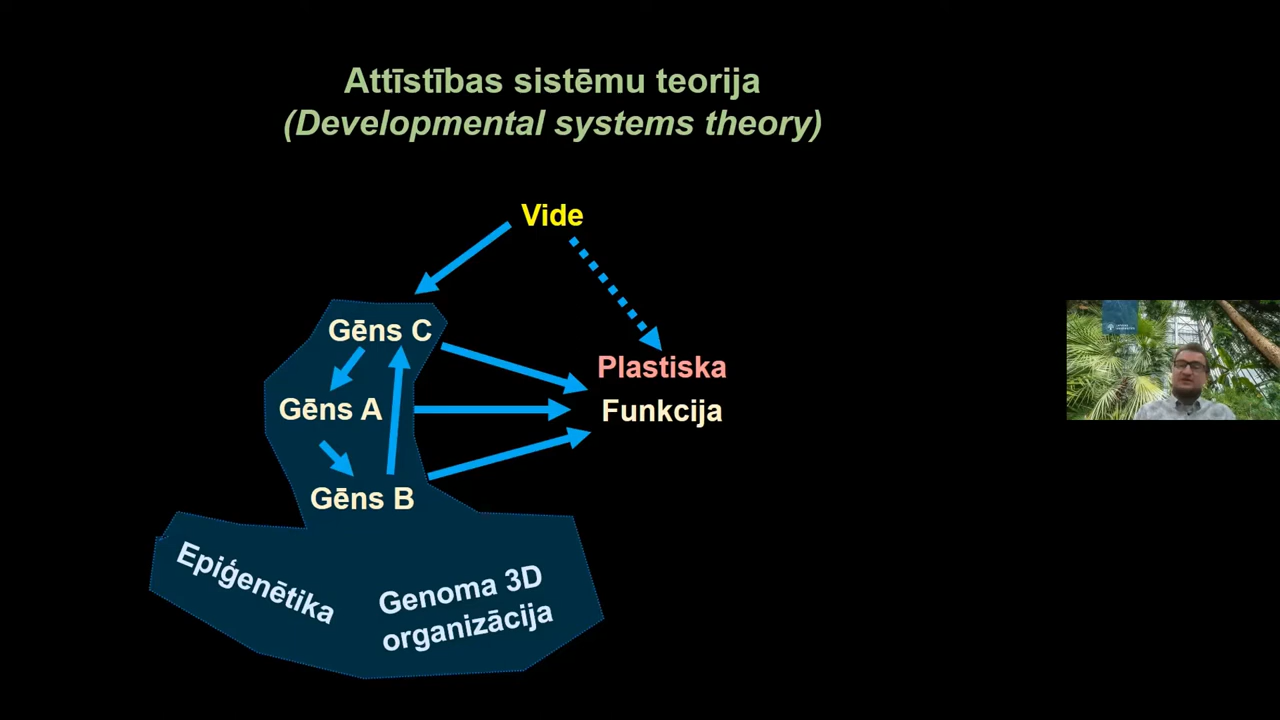 Attīstības sistēmu teorija
(Developmental systems theory)
Vide
Gēns C
Plastiska
Gēns A
Funkcija
Gēns B
Epiģenētika
Genoma 3D
organizācija